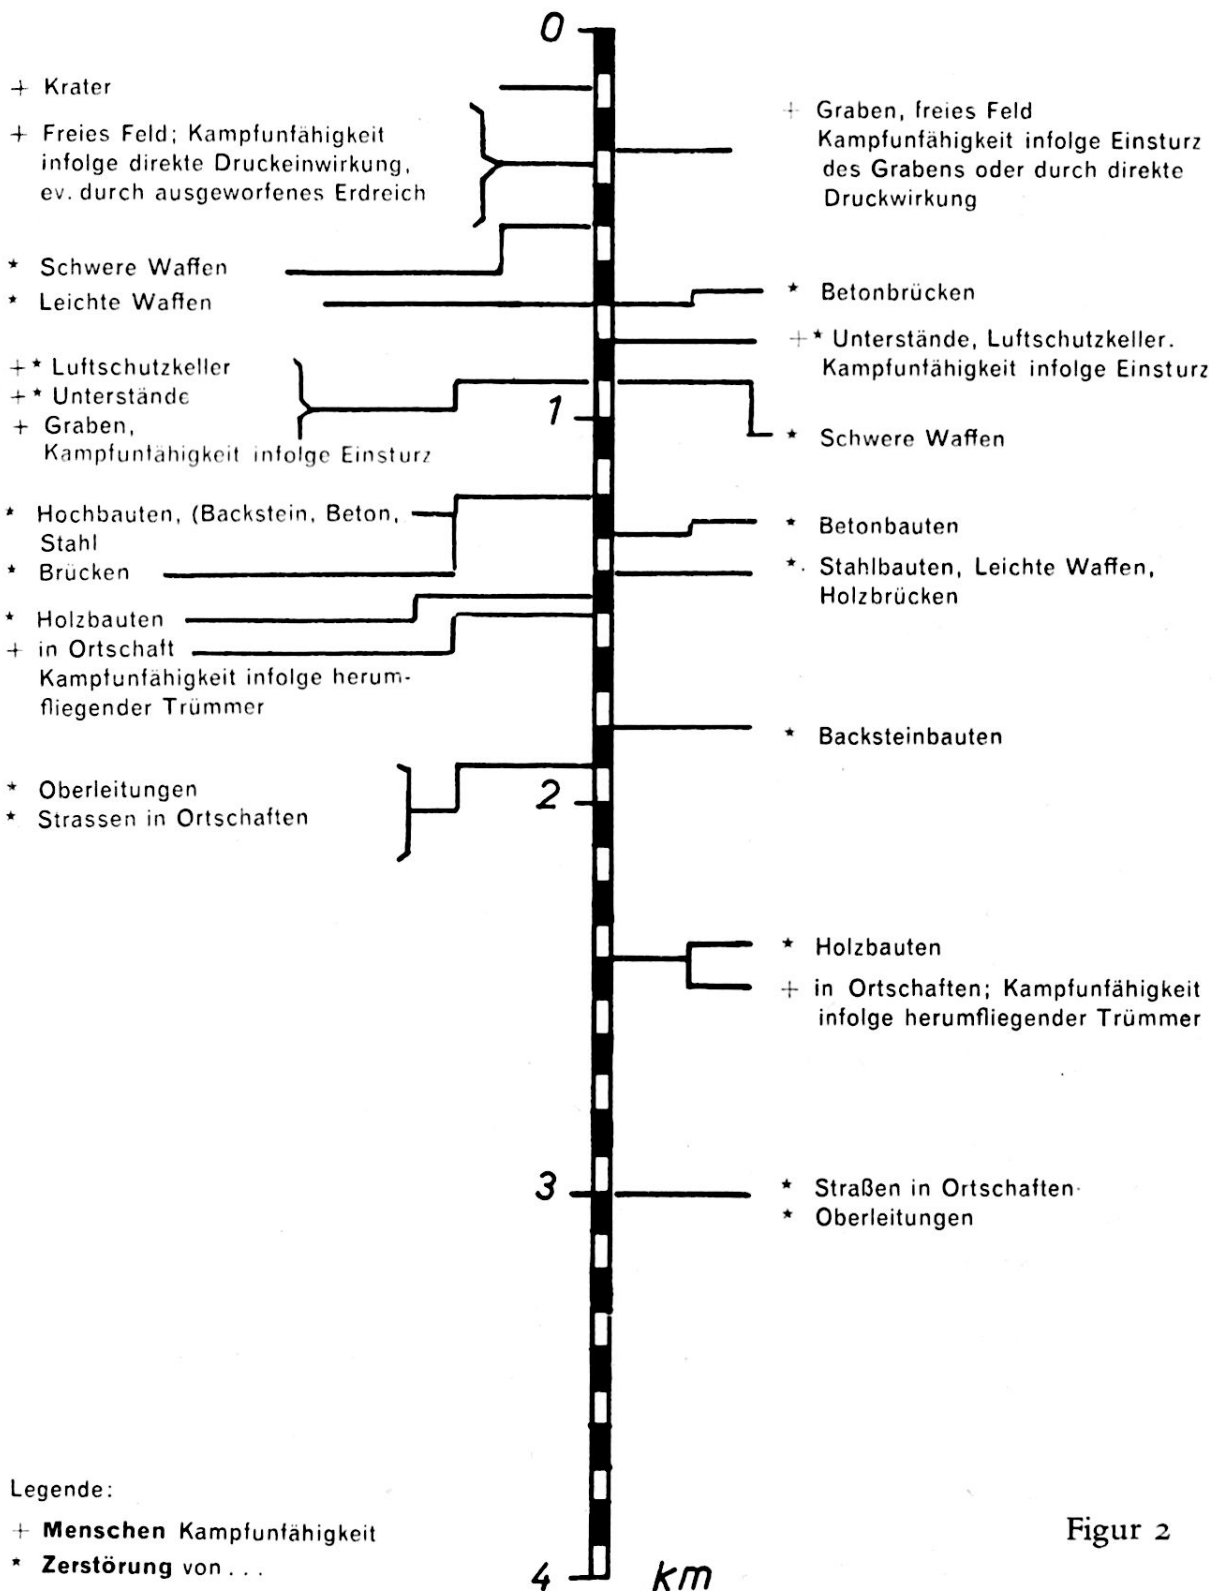 0
+ Krater
+ Freies Feld; Kampfunfähigkeit
infolge direkte Druckeinwirkung,
ev. durch ausgeworfenes Erdreich
* Schwere Waffen
* Leichte Waffen
+* Luftschutzkeller
+* Unterstände
+ Graben,
Kampfunfähigkeit infolge Einsturz
* Hochbauten, (Backstein, Beton,
Stahl
* Brücken
* Holzbauten
+ in Ortschaft
Kampfunfähigkeit infolge herum-
fliegender Trümmer
* Oberleitungen
* Strassen in Ortschaften
1
2
3
4 km
+ Graben, freies Feld
Kampfunfähigkeit infolge Einsturz
des Grabens oder durch direkte
Druckwirkung
* Betonbrücken
+* Unterstände, Luftschutzkeller.
Kampfunfähigkeit infolge Einsturz
* Schwere Waffen
* Betonbauten
* Stahlbauten, Leichte Waffen,
Holzbrücken
* Backsteinbauten
* Holzbauten
+ in Ortschaften; Kampfunfähigkeit
infolge herumfliegender Trümmer
* Straßen in Ortschaften
* Oberleitungen
Legende:
+ Menschen Kampfunfähigkeit
* Zerstörung von ...
Figur 2